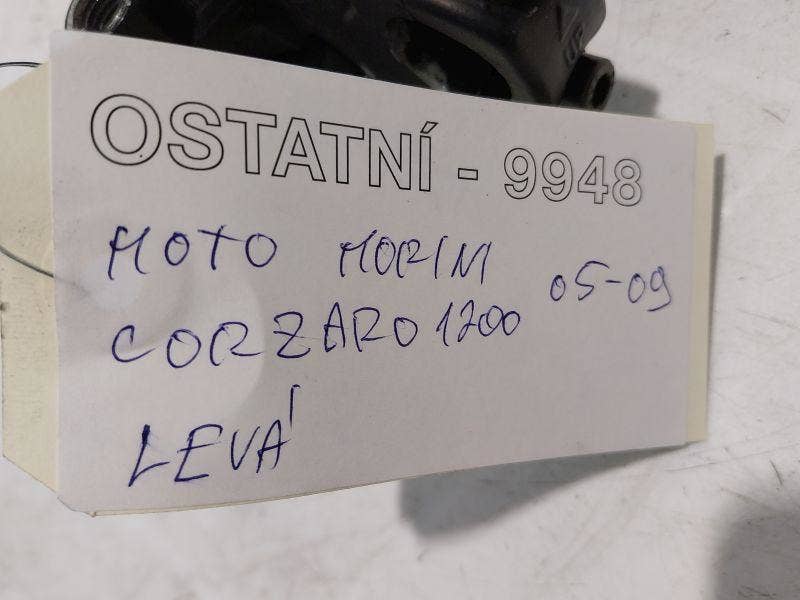 OSTATNÍ - 9948
MOTO MORINI 05-09
CORZARO 1200
LEVÁ